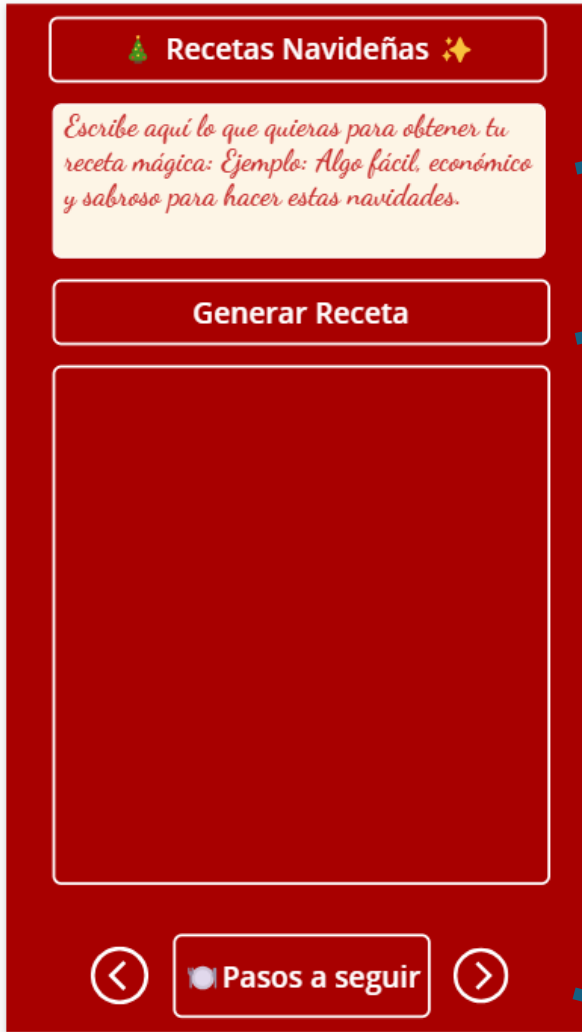 🎄 Recetas Navideñas ✨
Escribe aquí lo que quieras para obtener tu
receta mágica: Ejemplo: Algo fácil, económico
y sabroso para hacer estas navidades.
Generar Receta
🍽️ Pasos a seguir